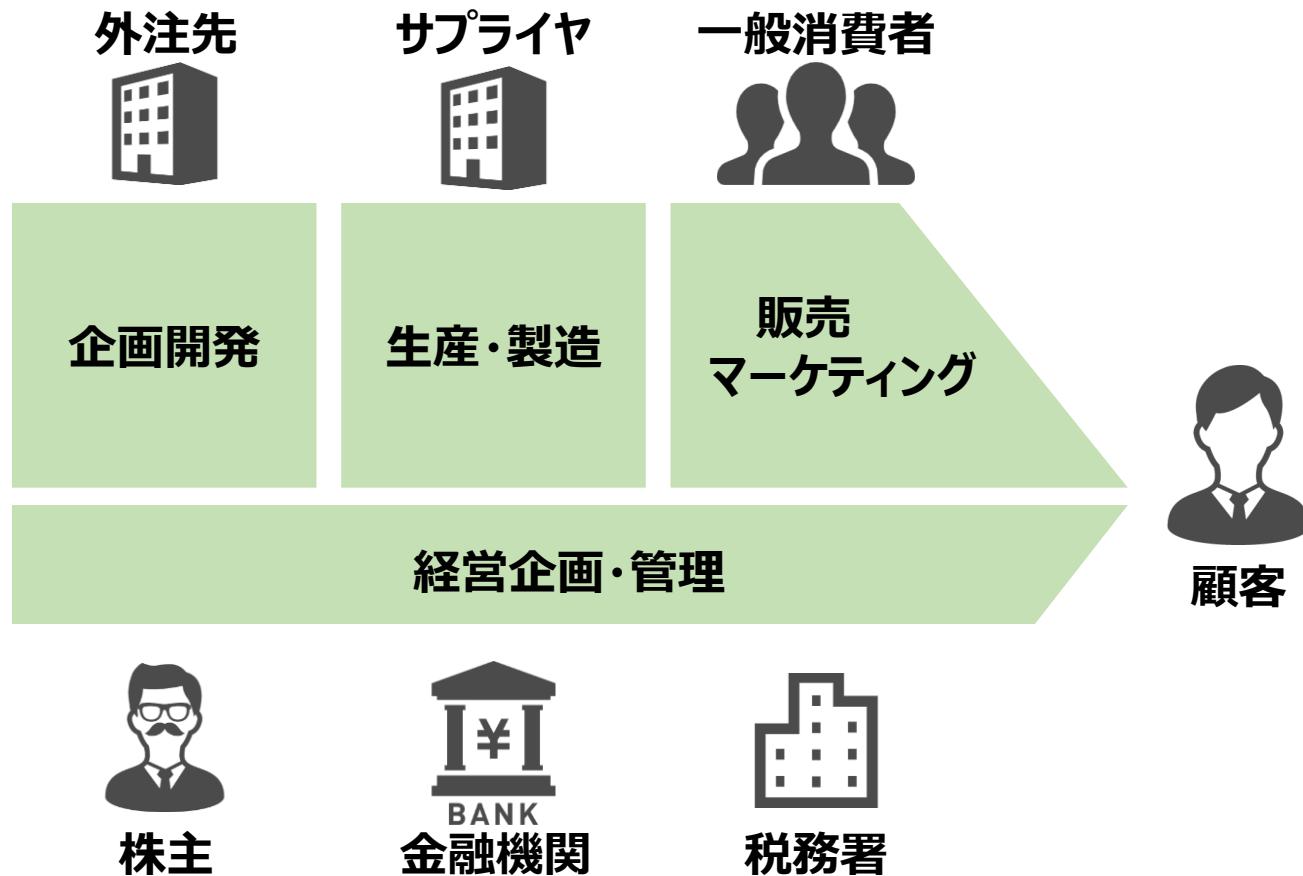 外注先
サプライヤ
一般消費者
企画開発
生産・製造
販売
マーケティング
経営企画・管理
顧客
¥
BANK
株主
金融機関
税務署